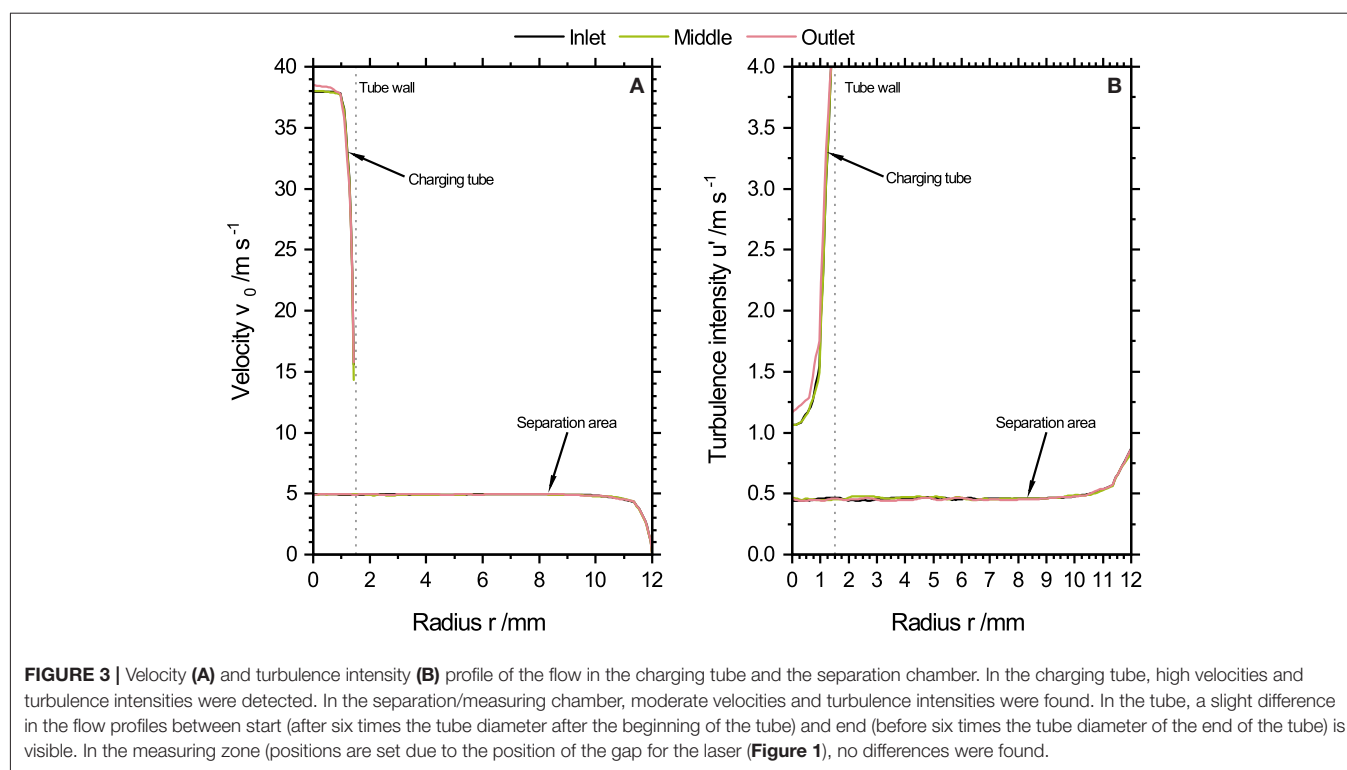 Inlet Middle Outlet
40
35
30
25
20
15
10
5
0
Velocity v 0 /m s -1
Tube wall
A
Charging tube
Separation area
0 2 4 6 8 10 12
Radius r /mm
4.0
3.5
3.0
2.5
2.0
1.5
1.0
0.5
0.0
Turbulence intensity u' /m s -1
Tube wall
B
Charging tube
Separation area
0 1 2 3 4 5 6 7 8 9 10 11 12
Radius r /mm
FIGURE 3 | Velocity (A) and turbulence intensity (B) profile of the flow in the charging tube and the separation chamber. In the charging tube, high velocities and
turbulence intensities were detected. In the separation/measuring chamber, moderate velocities and turbulence intensities were found. In the tube, a slight difference
in the flow profiles between start (after six times the tube diameter after the beginning of the tube) and end (before six times the tube diameter of the end of the tube) is
visible. In the measuring zone (positions are set due to the position of the gap for the laser (Figure 1), no differences were found.